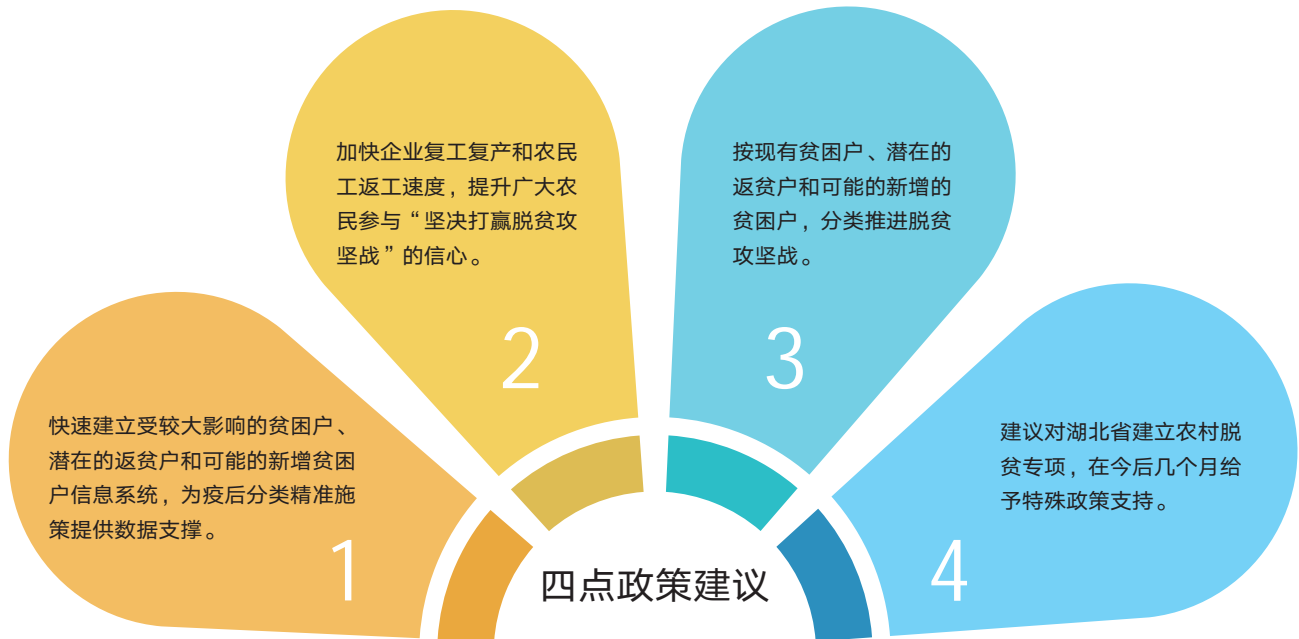 快速建立受较大影响的贫困户、
潜在的返贫户和可能的新增贫困
户信息系统，为疫后分类精准施
策提供数据支撑。
1
加快企业复工复产和农民
工返工速度，提升广大农
民参与“坚决打赢脱贫攻
坚战”的信心。
2
按现有贫困户、潜在的
返贫户和可能的新增的
贫困户，分类推进脱贫
攻坚战。
3
建议对湖北省建立农村脱
贫专项，在今后几个月给
予特殊政策支持。
4
四点政策建议